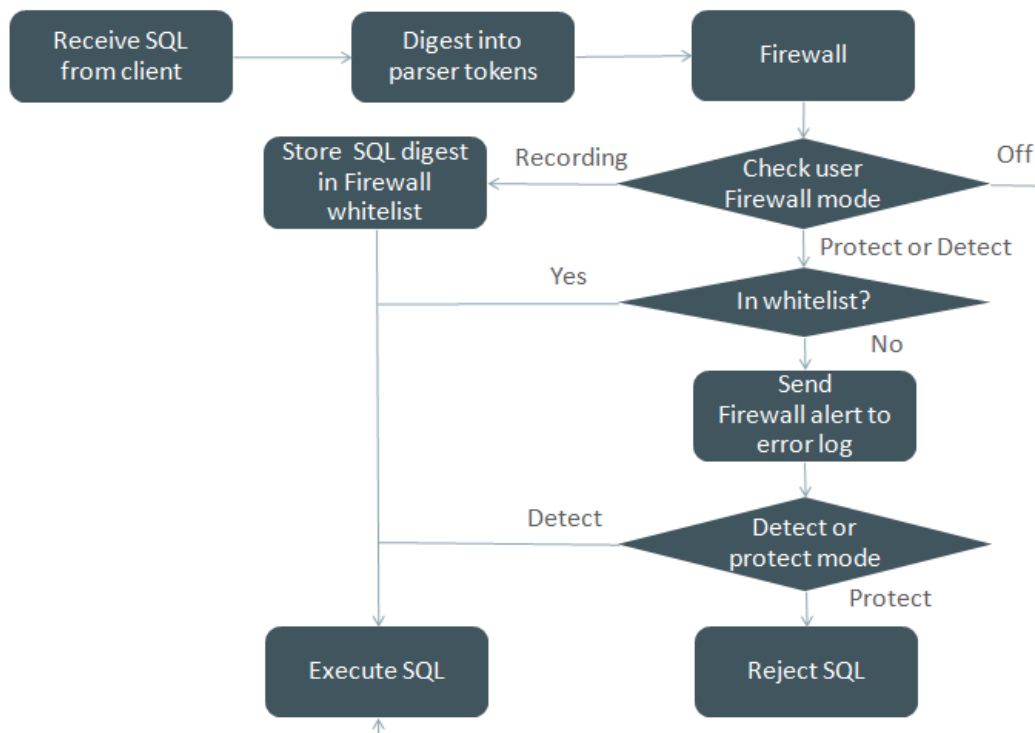 Receive SQL
from client
Digest into
parser tokens
Firewall
Store  SQL digest
in Firewall
whitelist
Recording
Check user
Firewall mode
Off
Protect or Detect
Yes
In whitelist?
No
Send
Firewall alert to
error log
Detect
Detect or
protect mode
Protect
Execute SQL
Reject SQL